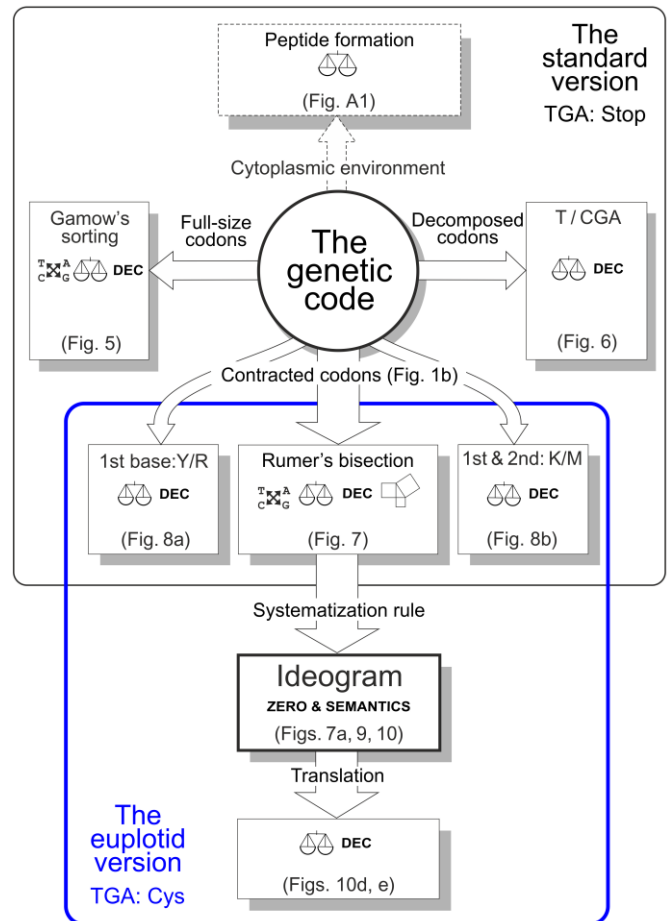 Peptide formation
(Fig. A1)
The
standard
version
TGA: Stop
Cytoplasmic environment
Gamow's
sorting
T A
C G
DEC
(Fig. 5)
Full-size
codons
The
genetic
code
Decomposed
codons
T / CGA
DEC
(Fig. 6)
Contracted codons (Fig. 1b)
1st base:Y/R
DEC
(Fig. 8a)
Rumer's bisection
T A
C G
DEC
(Fig. 7)
1st & 2nd: K/M
DEC
(Fig. 8b)
Systematization rule
Ideogram
ZERO & SEMANTICS
(Figs. 7a, 9, 10)
Translation
DEC
(Figs. 10d, e)
The
euplotid
version
TGA: Cys